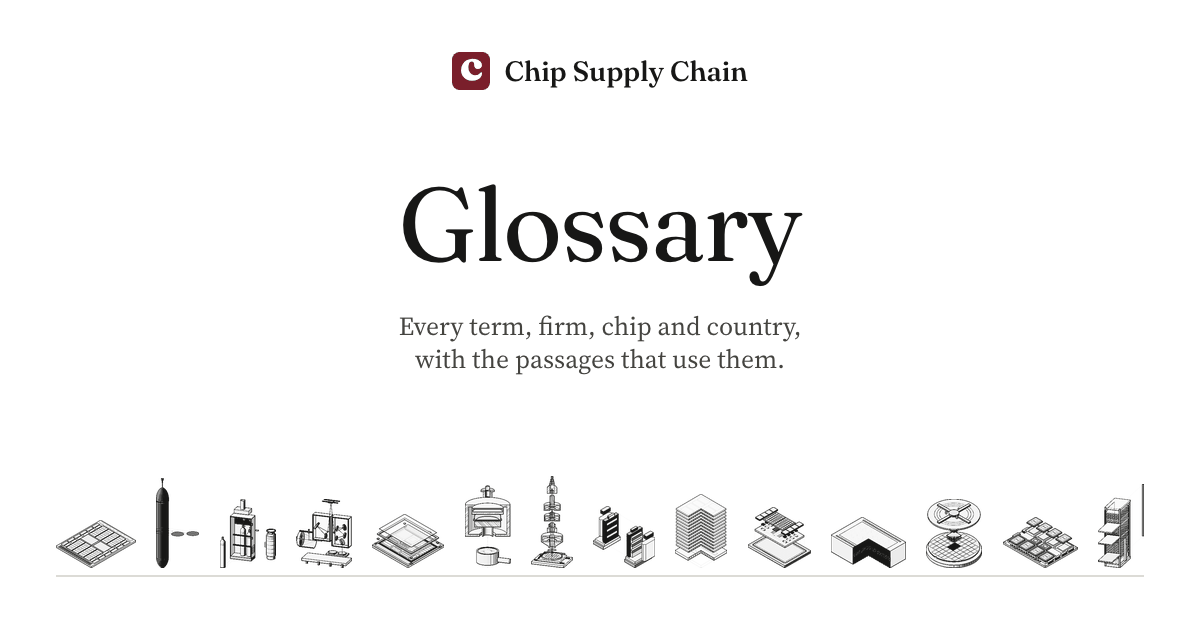 C Chip Supply Chain
Glossary
Every term, firm, chip and country,
with the passages that use them.